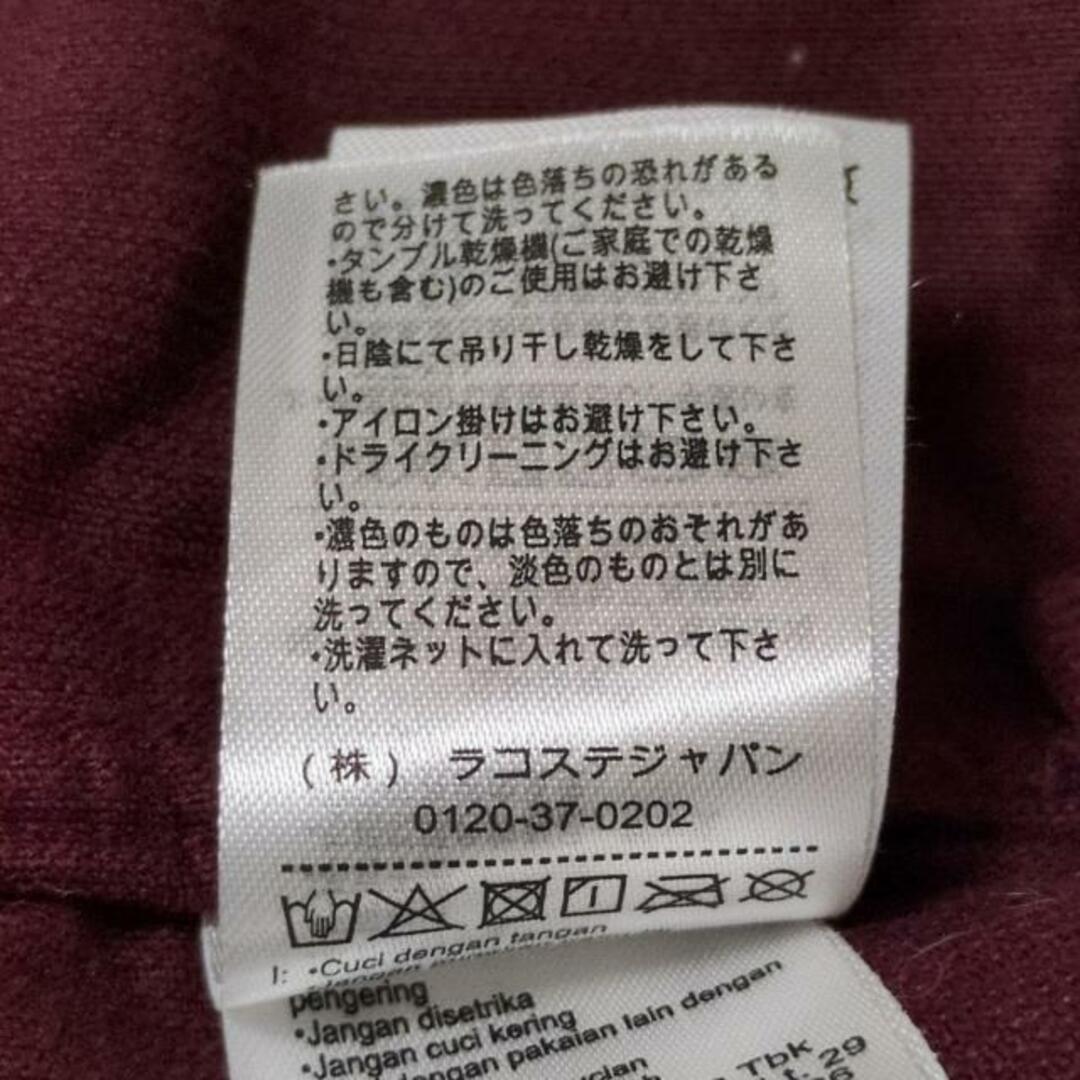 さい。濃色は色落ちの恐れがある
ので分けて洗ってください。
・タンブル乾燥機(ご家庭での乾燥
機も含む)のご使用はお避け下さ
い。
・日陰にて吊り干し乾燥をして下さ
い。
・アイロン掛けはお避け下さい。
・ドライクリーニングはお避け下さ
い。
・濃色のものは色落ちのおそれがあ
りますので、淡色のものとは別に
洗ってください。
・洗濯ネットに入れて洗って下さ
い。
(株) ラコステジャパン
0120-37-0202
I: •Cuci dengan tangan
pengering
•Jangan disetrika
•Jangan cuci kering
dengan pakaian lain dengan
Tbk
29